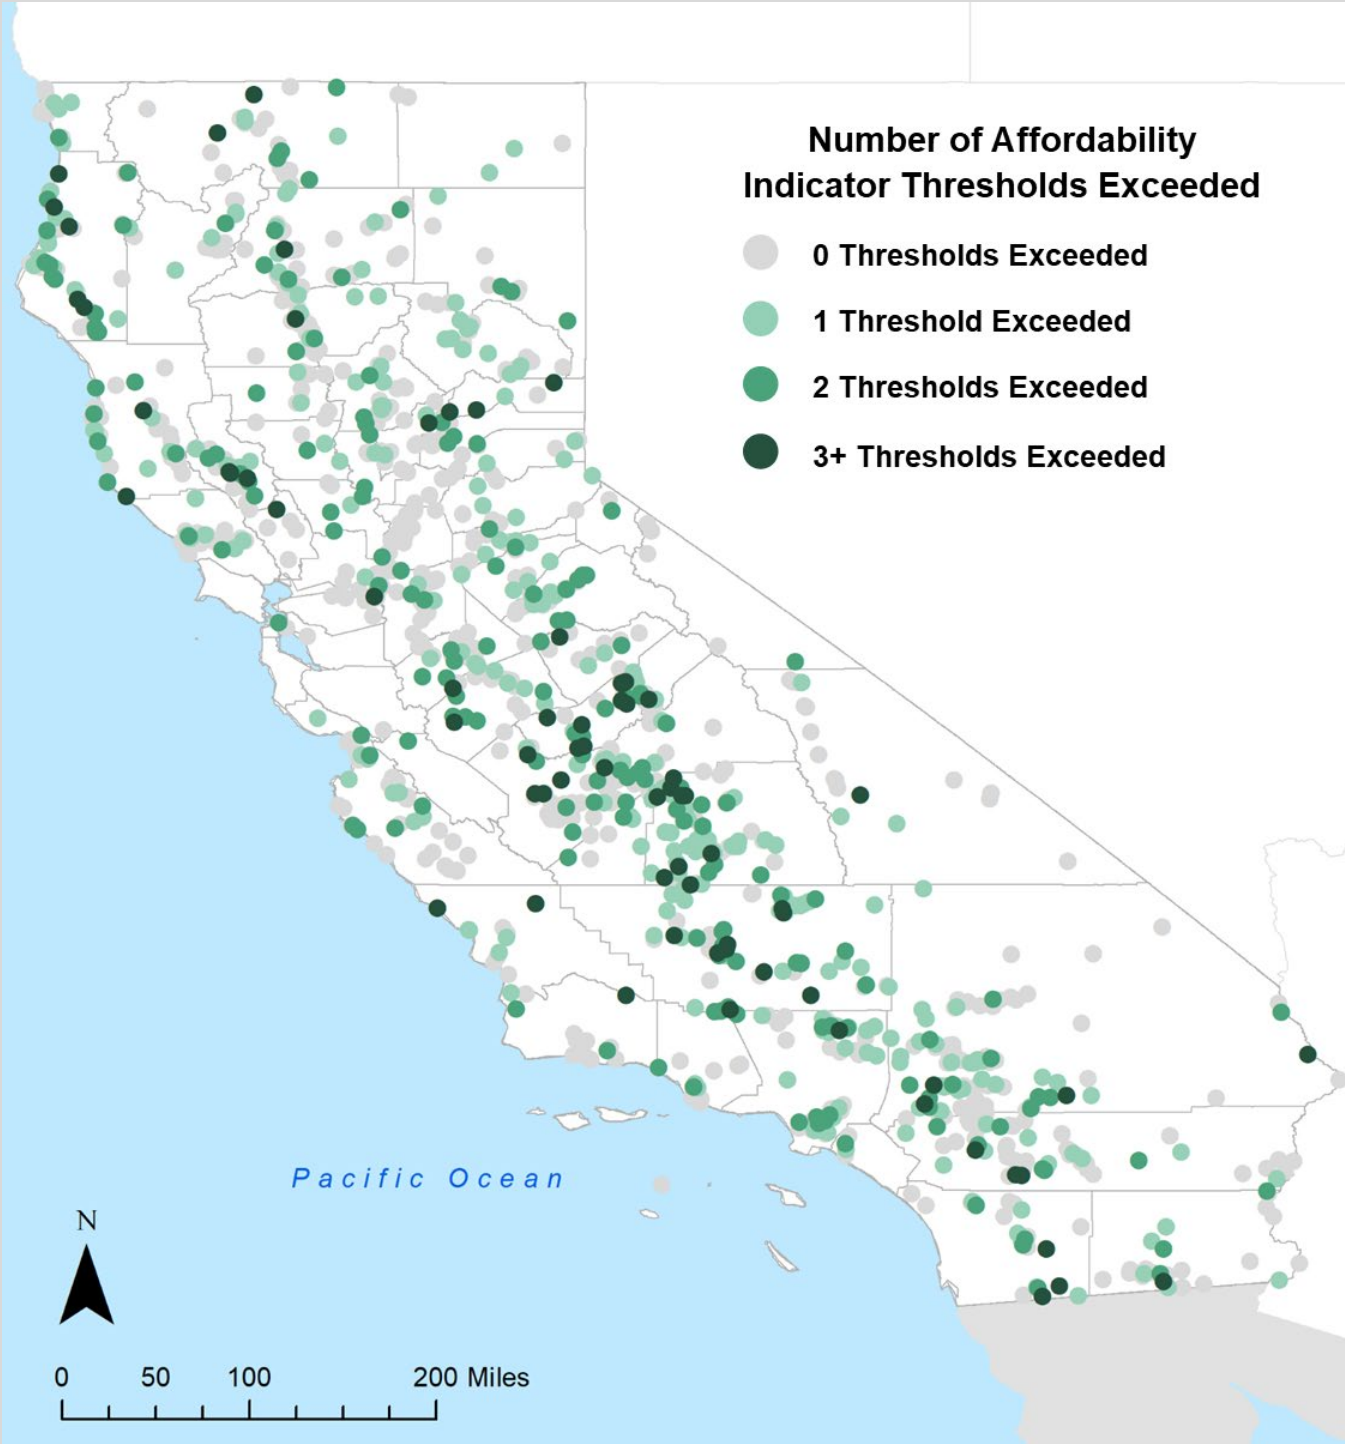 Number of Affordability
Indicator Thresholds Exceeded
0 Thresholds Exceeded
1 Threshold Exceeded
2 Thresholds Exceeded
3+ Thresholds Exceeded
Pacific Ocean
N
0 50 100 200 Miles